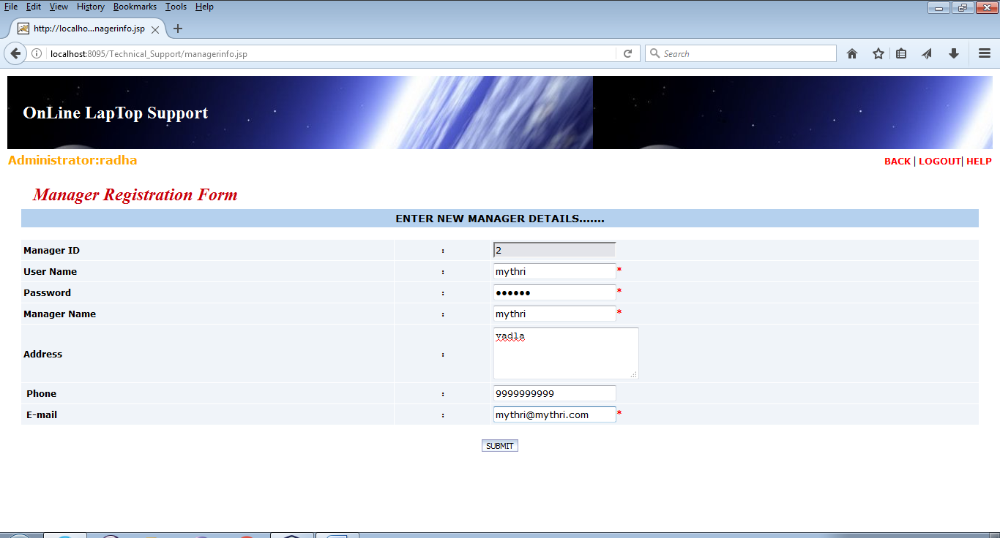 File Edit View History Bookmarks Tools Help
http://localho...nagerinfo.jsp
localhost:8095/Technical_Support/managerinfo.jsp
Search
OnLine LapTop Support
Administrator:radha
BACK | LOGOUT| HELP
Manager Registration Form
ENTER NEW MANAGER DETAILS.......
Manager ID : 2
User Name : mythri *
Password : •••••• *
Manager Name : mythri *
Address : yadla
Phone : 9999999999
E-mail : mythri@mythri.com *
SUBMIT